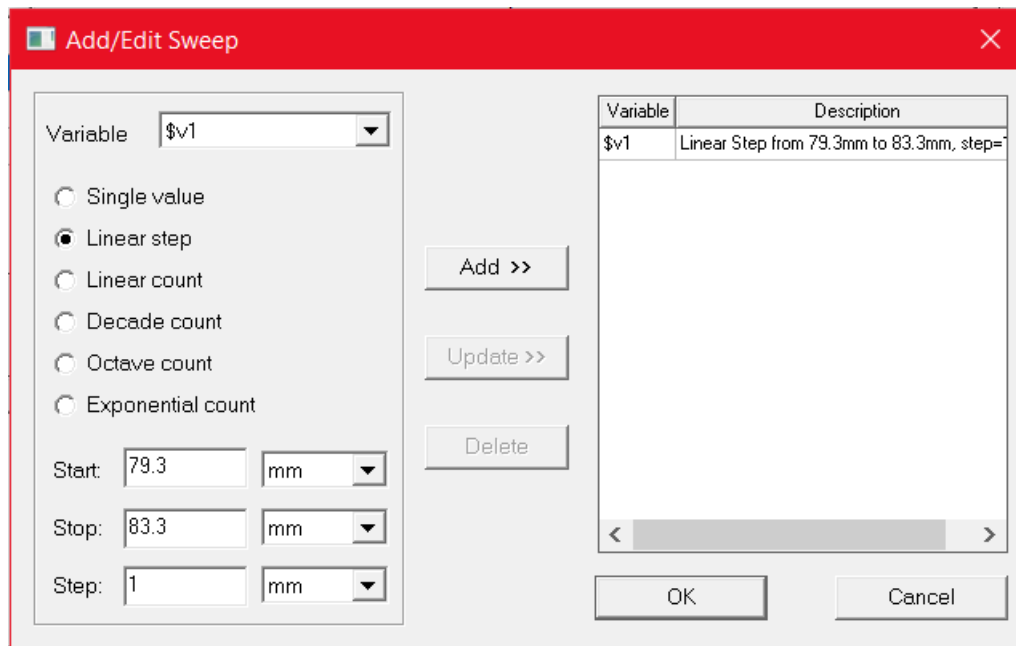 Add/Edit Sweep
Variable $v1
Single value
Linear step
Linear count
Decade count
Octave count
Exponential count
Start: 79.3 mm
Stop: 83.3 mm
Step: 1 mm
Add >>
Update >>
Delete
Variable Description
$v1 Linear Step from 79.3mm to 83.3mm, step=1
OK Cancel